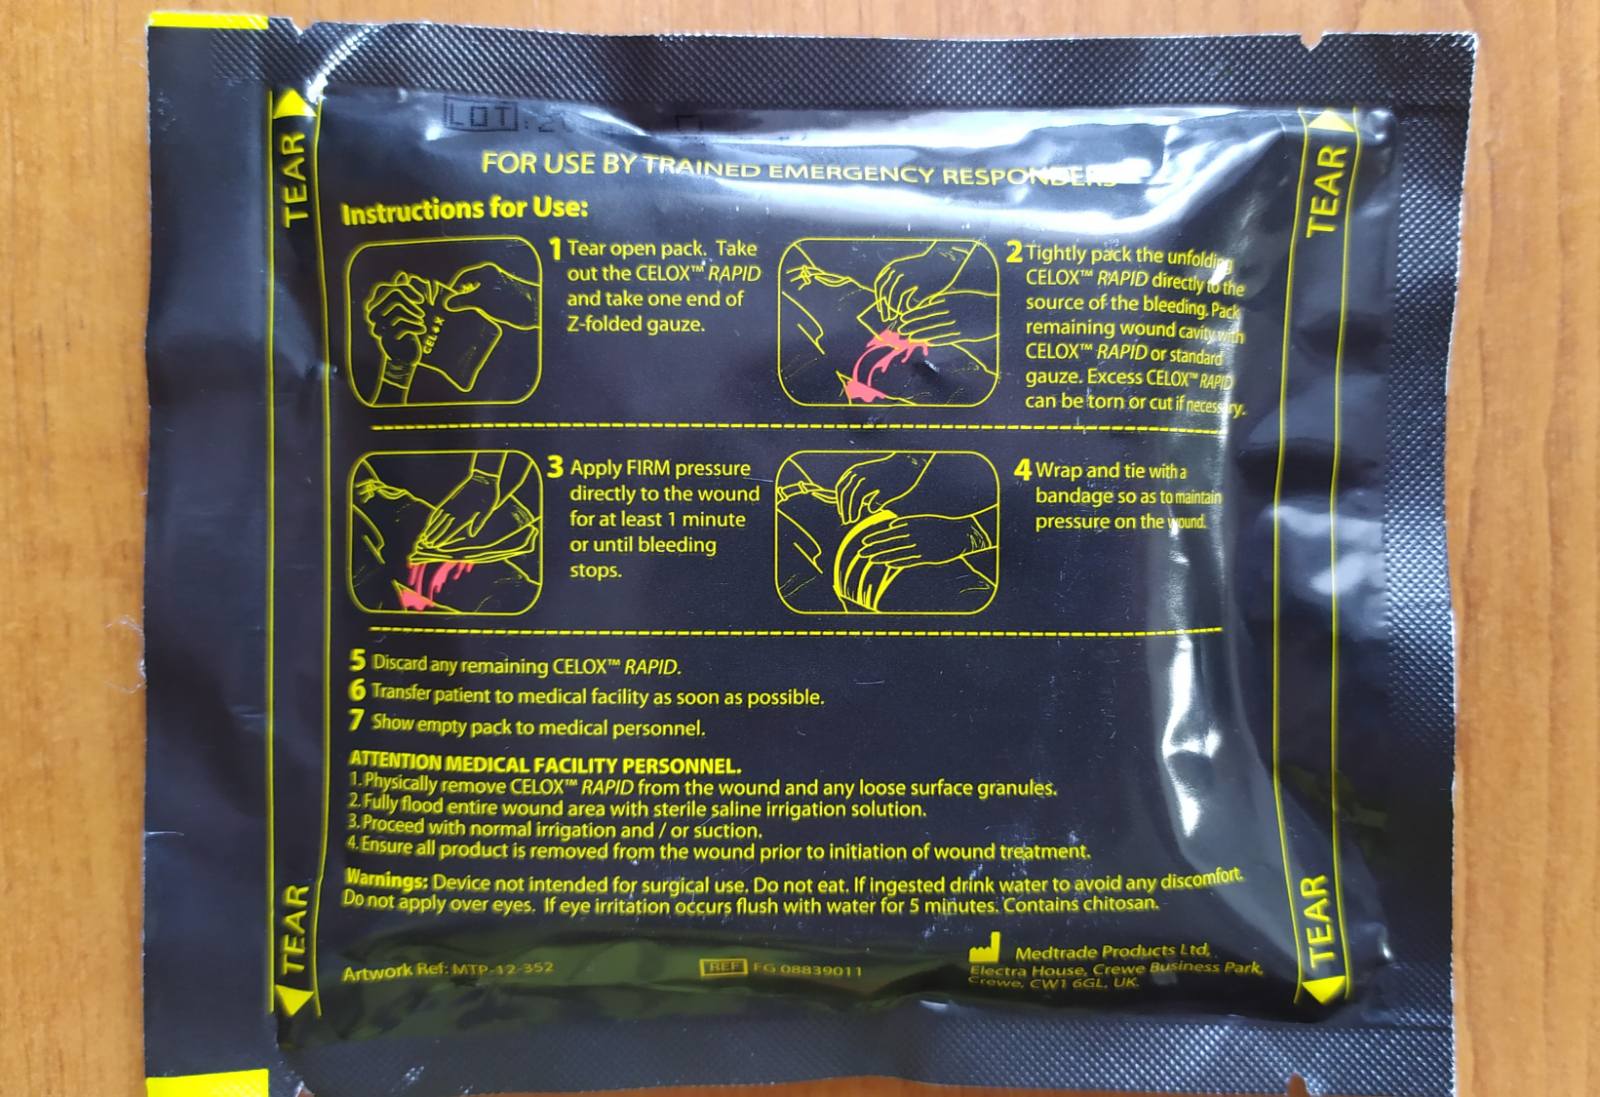 TEAR
TEAR
LOT
FOR USE BY TRAINED EMERGENCY RESPONDERS
Instructions for Use:
CELOX
1 Tear open pack. Take
out the CELOX™ RAPID
and take one end of
Z-folded gauze.
2 Tightly pack the unfolding
CELOX™ RAPID directly to the
source of the bleeding. Pack
remaining wound cavity with
CELOX™ RAPID or standard
gauze. Excess CELOX™ RAPID
can be torn or cut if necessary.
3 Apply FIRM pressure
directly to the wound
for at least 1 minute
or until bleeding
stops.
4 Wrap and tie with a
bandage so as to maintain
pressure on the wound.
5 Discard any remaining CELOX™ RAPID.
6 Transfer patient to medical facility as soon as possible.
7 Show empty pack to medical personnel.
ATTENTION MEDICAL FACILITY PERSONNEL.
1. Physically remove CELOX™ RAPID from the wound and any loose surface granules.
2. Fully flood entire wound area with sterile saline irrigation solution.
3. Proceed with normal irrigation and / or suction.
4. Ensure all product is removed from the wound prior to initiation of wound treatment.
Warnings: Device not intended for surgical use. Do not eat. If ingested drink water to avoid any discomfort.
Do not apply over eyes. If eye irritation occurs flush with water for 5 minutes. Contains chitosan.
TEAR
TEAR
Artwork Ref: MTP-12-352
REF FG 08839011
Medtrade Products Ltd,
Electra House, Crewe Business Park,
Crewe, CW1 6GL, UK.